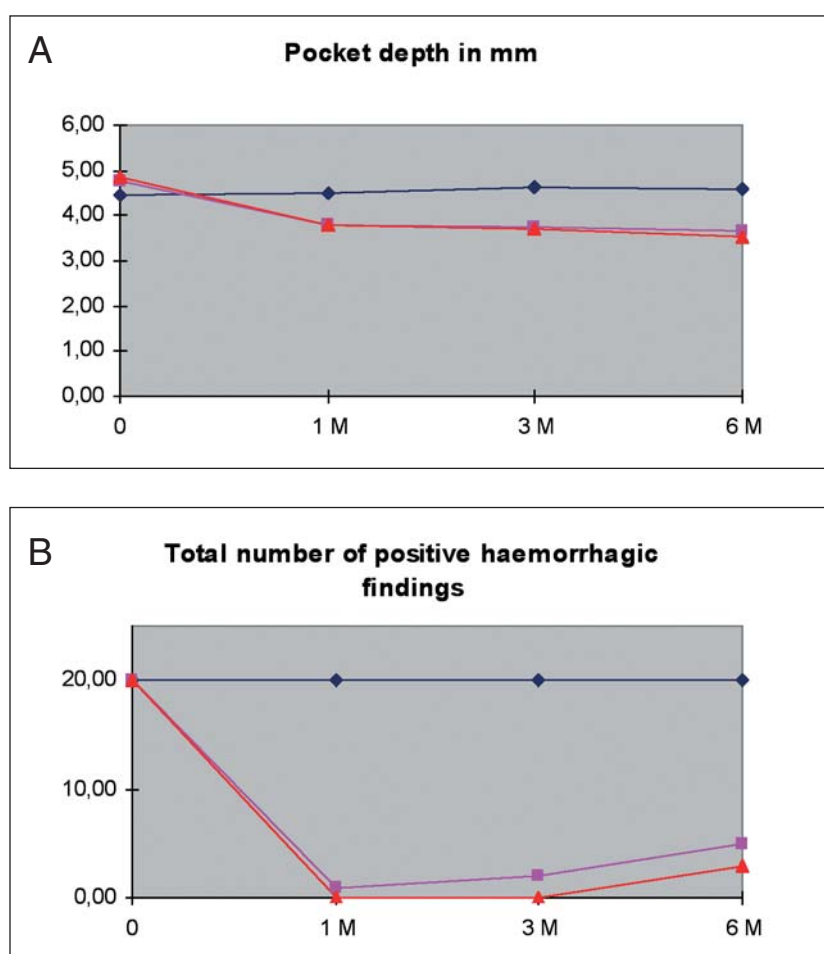 A
Pocket depth in mm
6,00
5,00
4,00
3,00
2,00
1,00
0,00
0 1 M 3 M 6 M
B
Total number of positive haemorrhagic
findings
20,00
10,00
0,00
0 1 M 3 M 6 M